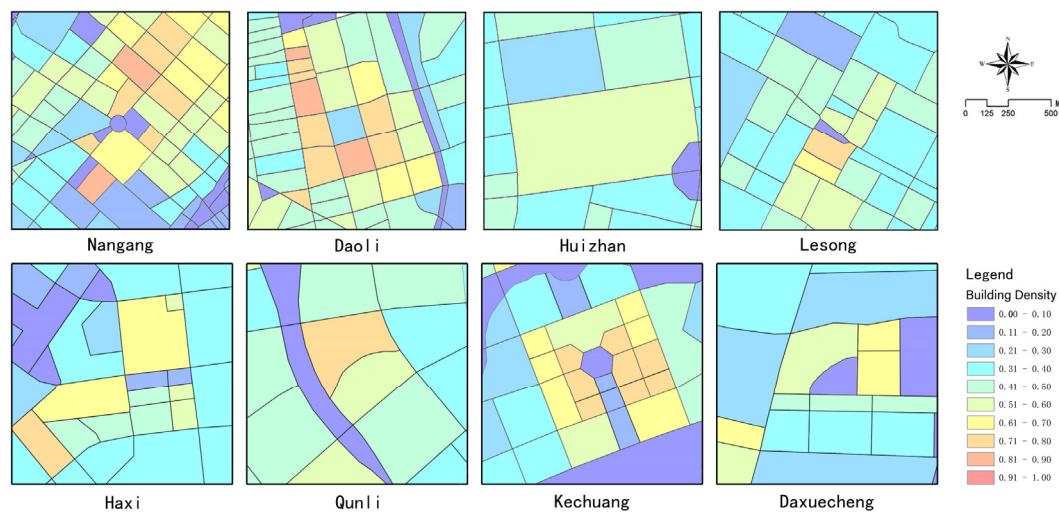 N
W E
S
M
0 125 250 500
Nangang Daoli Huizhan Lesong
Legend
Building Density
0.00 - 0.10
0.11 - 0.20
0.21 - 0.30
0.31 - 0.40
0.41 - 0.50
0.51 - 0.60
0.61 - 0.70
0.71 - 0.80
0.81 - 0.90
0.91 - 1.00
Haxi Qunli Kechuang Daxuecheng